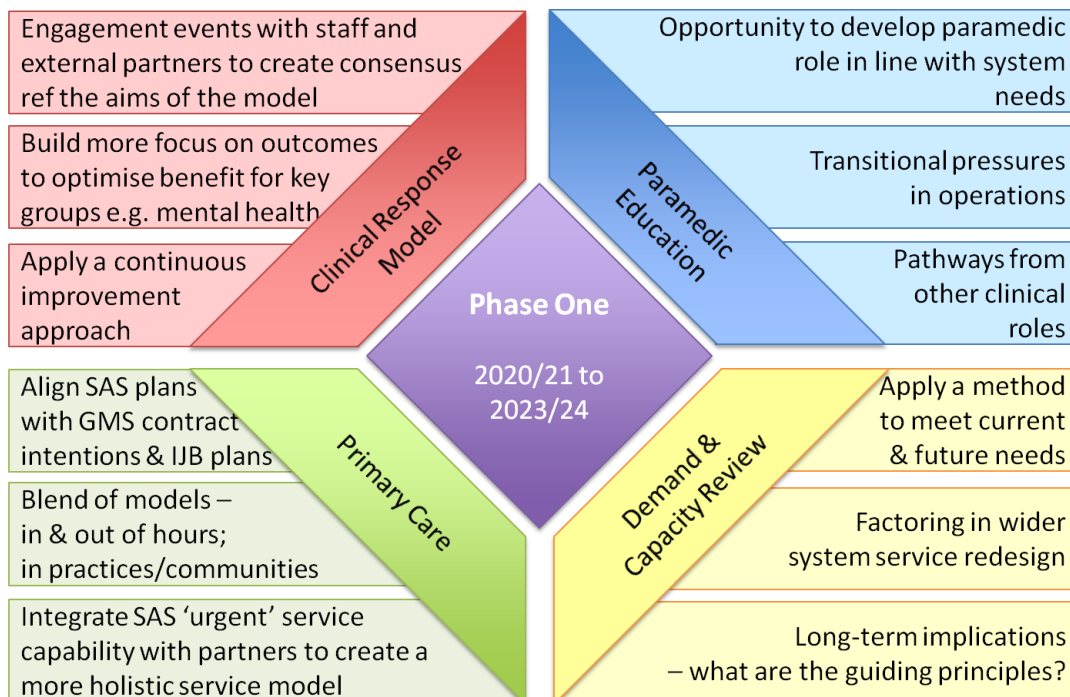 Engagement events with staff and
external partners to create consensus
ref the aims of the model
Build more focus on outcomes
to optimise benefit for key
groups e.g. mental health
Apply a continuous
improvement
approach
Clinical Response
Model
Opportunity to develop paramedic
role in line with system
needs
Transitional pressures
in operations
Pathways from
other clinical
roles
Paramedic
Education
Phase One
2020/21 to
2023/24
Align SAS plans
with GMS contract
intentions & IJB plans
Blend of models –
in & out of hours;
in practices/communities
Integrate SAS ‘urgent’ service
capability with partners to create a
more holistic service model
Primary Care
Demand &
Capacity Review
Apply a method
to meet current
& future needs
Factoring in wider
system service redesign
Long-term implications
– what are the guiding principles?